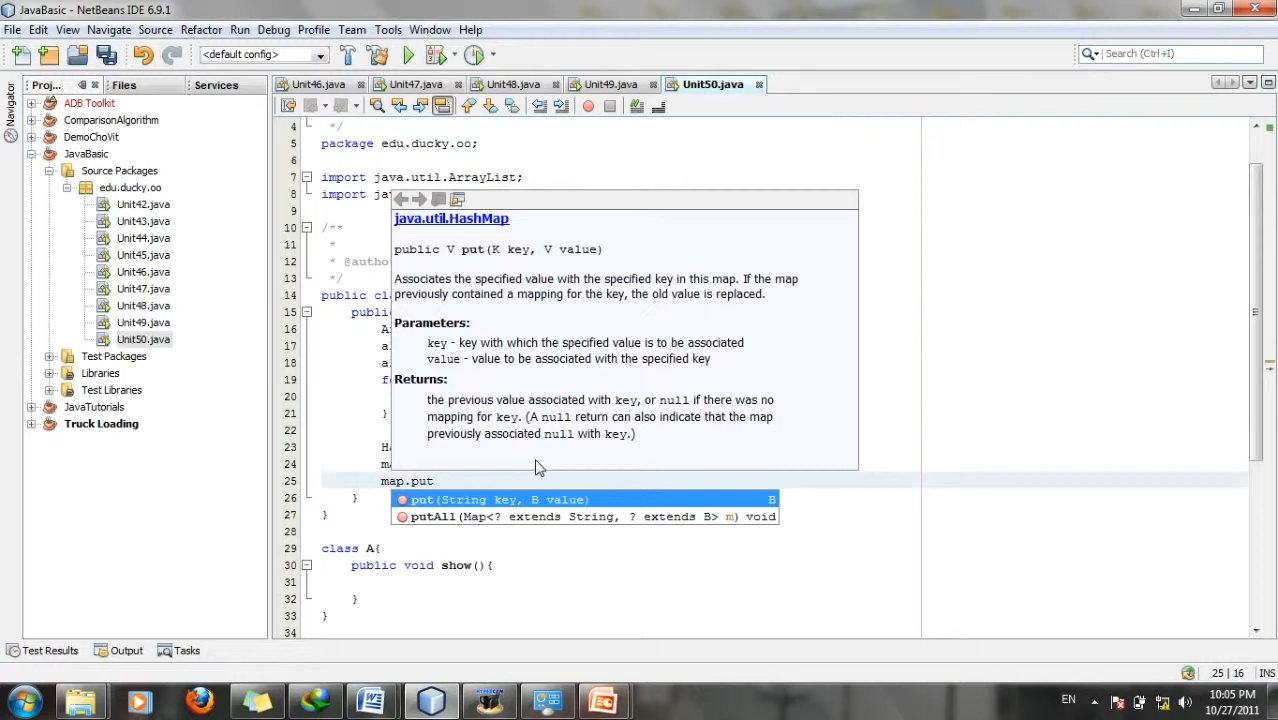 JavaBasic - NetBeans IDE 6.9.1
File Edit View Navigate Source Refactor Run Debug Profile Team Tools Window Help
<default config>
Search (Ctrl+I)
Proj... Files Services
Unit46.java Unit47.java Unit48.java Unit49.java Unit50.java
Navigator
ADB Toolkit
ComparisonAlgorithm
DemoChoVit
JavaBasic
Source Packages
edu.ducky.oo
Unit42.java
Unit43.java
Unit44.java
Unit45.java
Unit46.java
Unit47.java
Unit48.java
Unit49.java
Unit50.java
Test Packages
Libraries
Test Libraries
JavaTutorials
Truck Loading
4 */
5 package edu.ducky.oo;
6
7 import java.util.ArrayList;
8 import jav
9
10 /**
11 *
12 * @autho
13 */
14 public cla
15 publi
16 A
17 a
18 a
19 fo
20
21 }
22
23 Ha
24 ma
25 map.put
26 }
27 }
28
29 class A{
30 public void show(){
31
32 }
33 }
34
java.util.HashMap
public V put(K key, V value)
Associates the specified value with the specified key in this map. If the map
previously contained a mapping for the key, the old value is replaced.
Parameters:
key - key with which the specified value is to be associated
value - value to be associated with the specified key
Returns:
the previous value associated with key, or null if there was no
mapping for key. (A null return can also indicate that the map
previously associated null with key.)
put(String key, B value) B
putAll(Map<? extends String, ? extends B> m) void
Test Results Output Tasks
25 | 16 INS
EN
10:05 PM
10/27/2011